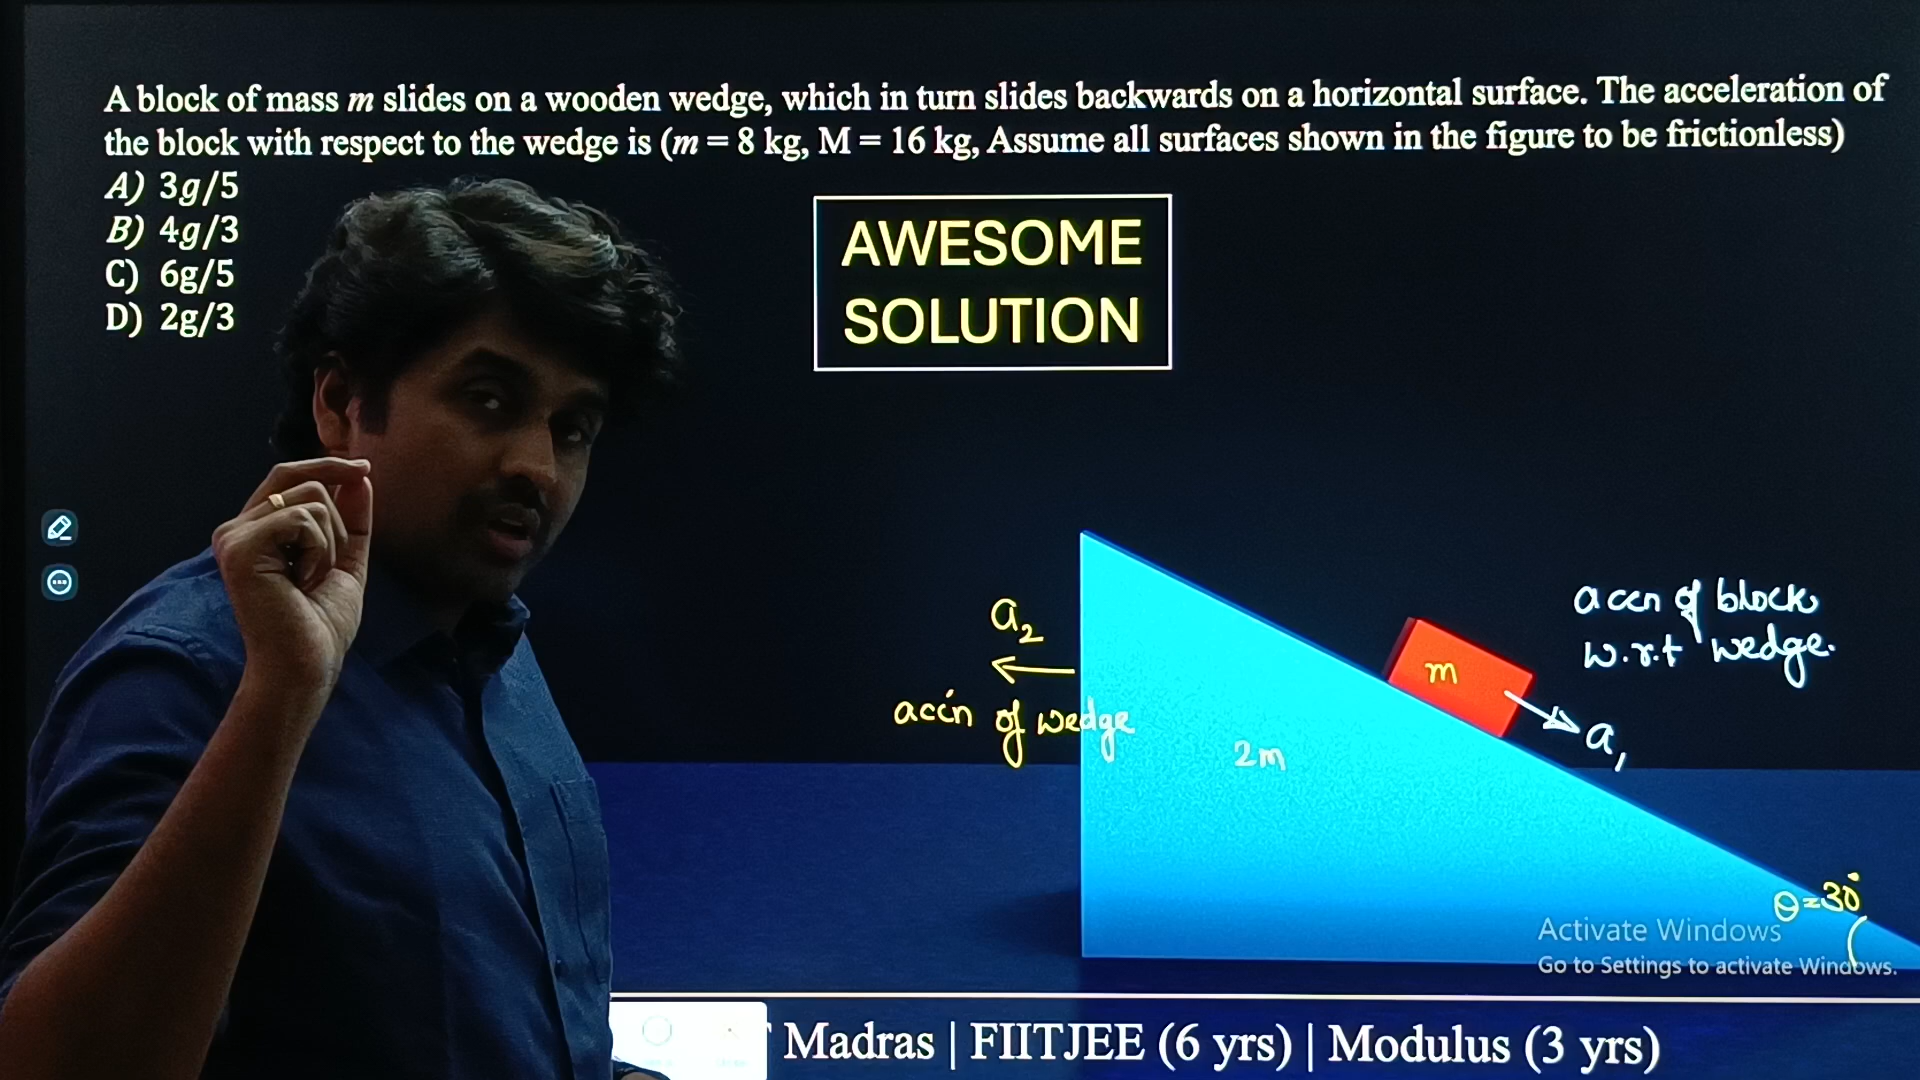 A block of mass m slides on a wooden wedge, which in turn slides backwards on a horizontal surface. The acceleration of
the block with respect to the wedge is (m = 8 kg, M = 16 kg, Assume all surfaces shown in the figure to be frictionless)
A) 3g/5
B) 4g/3
C) 6g/5
D) 2g/3
AWESOME
SOLUTION
a₂
accin of wedge
m
accn of block
w.r.t wedge.
a₁
2m
θ=30°
Activate Windows
Go to Settings to activate Windows.
Madras | FIITJEE (6 yrs) | Modulus (3 yrs)